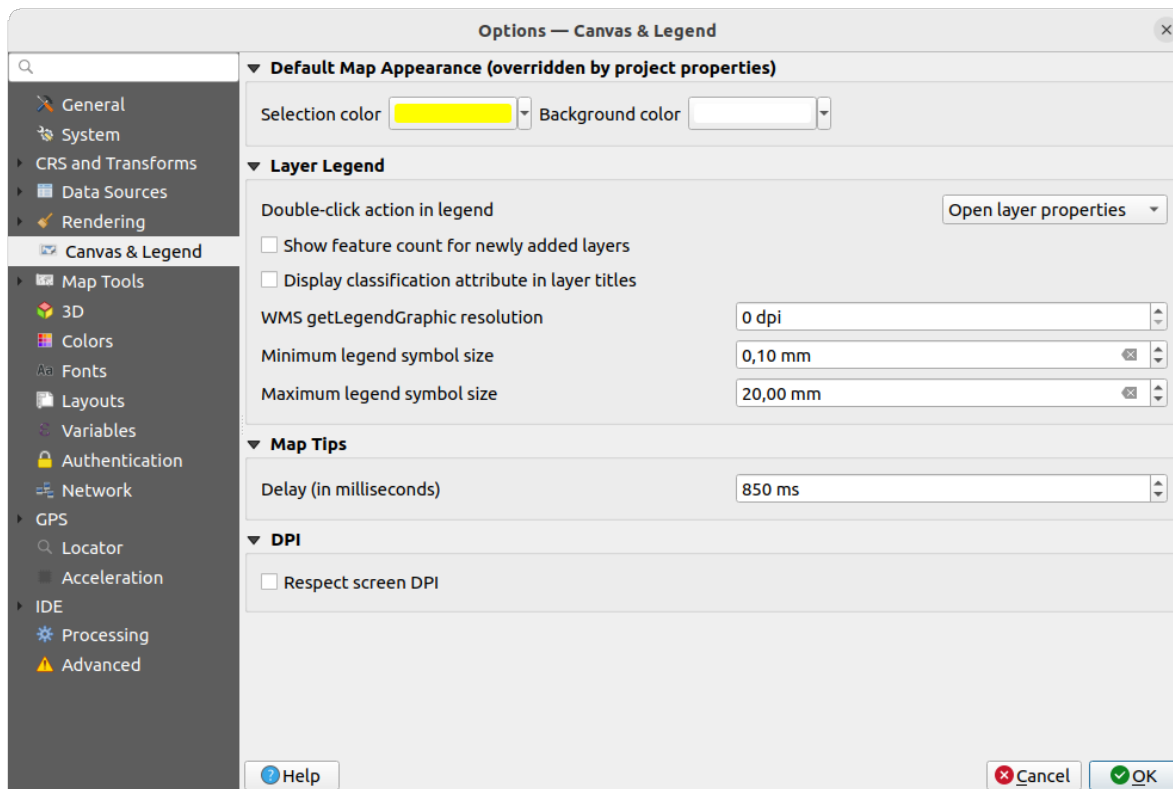 Options — Canvas & Legend
General
System
CRS and Transforms
Data Sources
Rendering
Canvas & Legend
Map Tools
3D
Colors
Aa Fonts
Layouts
Variables
Authentication
Network
GPS
Locator
Acceleration
IDE
Processing
Advanced
Default Map Appearance (overridden by project properties)
Selection color Background color
Layer Legend
Double-click action in legend Open layer properties
Show feature count for newly added layers
Display classification attribute in layer titles
WMS getLegendGraphic resolution 0 dpi
Minimum legend symbol size 0,10 mm
Maximum legend symbol size 20,00 mm
Map Tips
Delay (in milliseconds) 850 ms
DPI
Respect screen DPI
Help Cancel OK